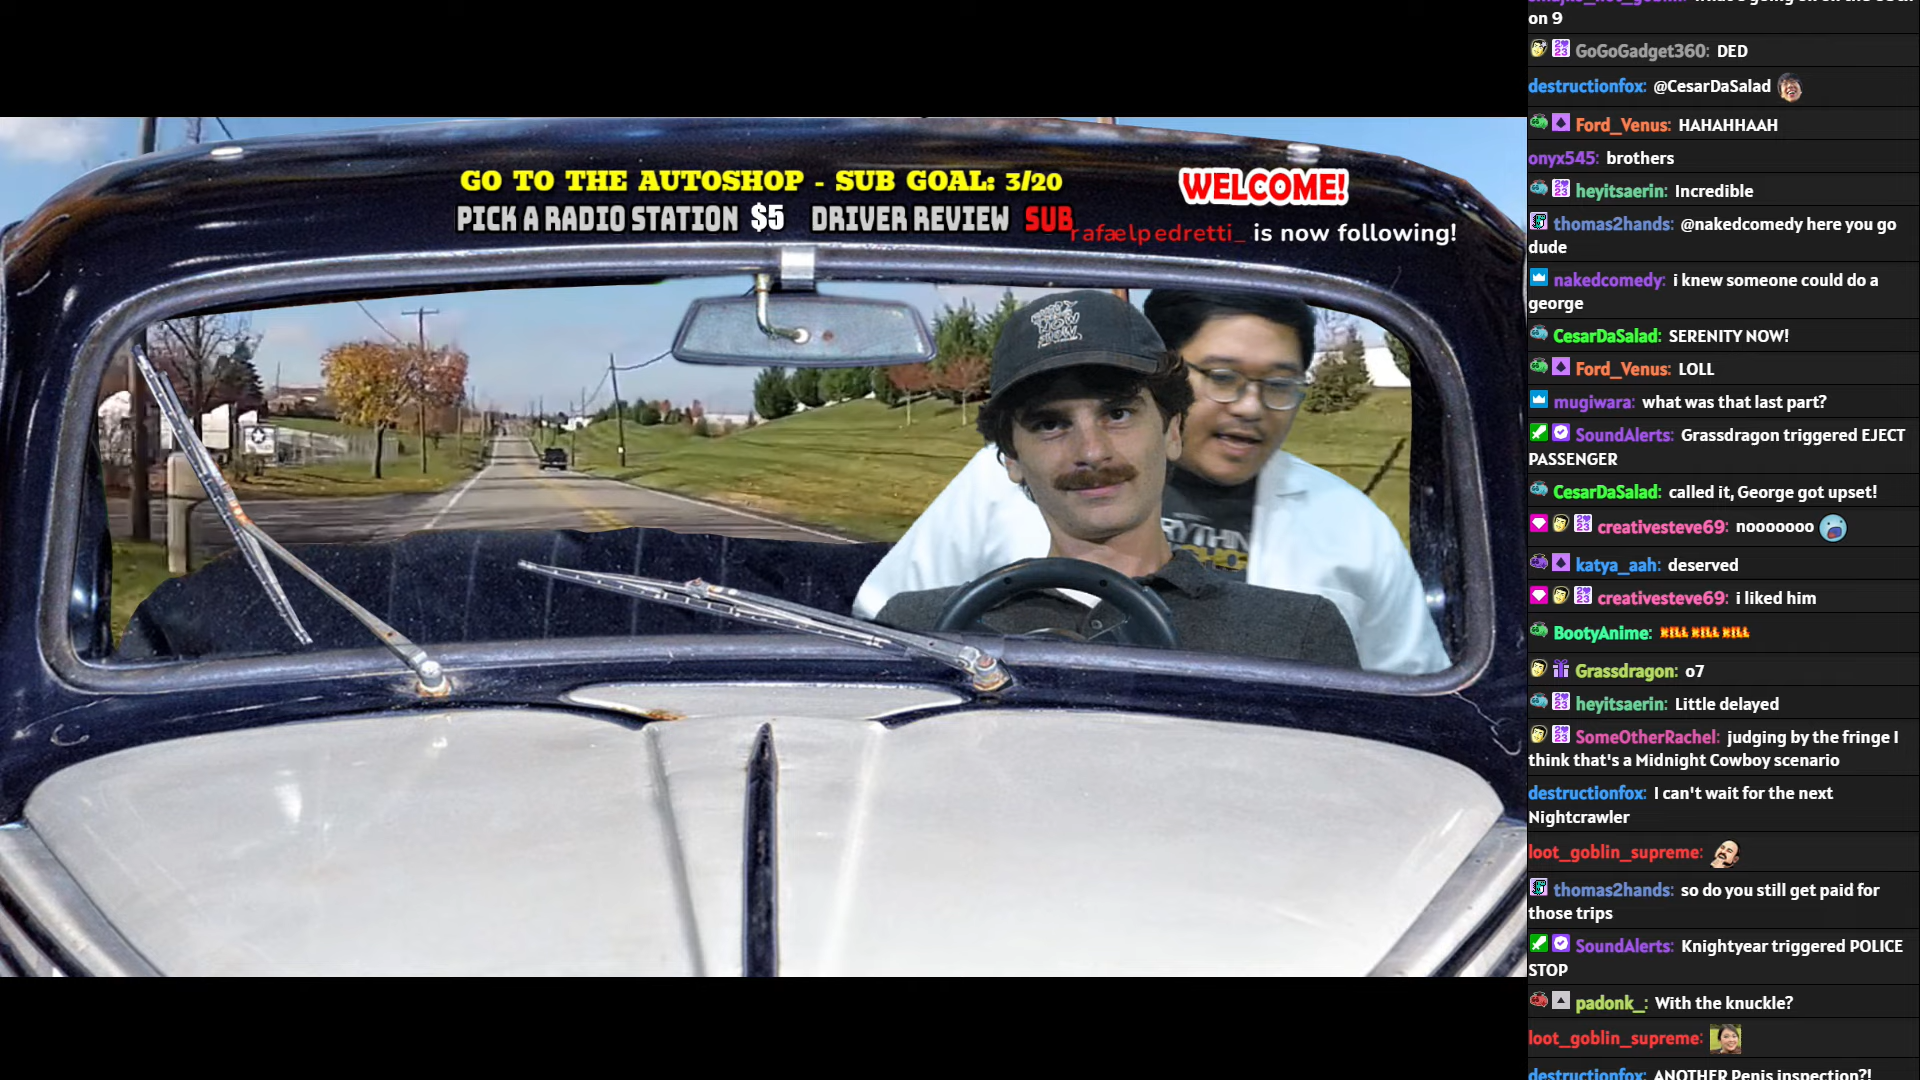 GO TO THE AUTOSHOP - SUB GOAL: 3/20
PICK A RADIO STATION $5 DRIVER REVIEW SUB
WELCOME!
rafælpedretti_ is now following!
on 9
GoGoGadget360: DED
destructionfox: @CesarDaSalad
Ford_Venus: HAHAHHAAH
onyx545: brothers
heyitsaerin: Incredible
thomas2hands: @nakedcomedy here you go
dude
nakedcomedy: i knew someone could do a
george
CesarDaSalad: SERENITY NOW!
Ford_Venus: LOLL
mugiwara: what was that last part?
SoundAlerts: Grassdragon triggered EJECT
PASSENGER
CesarDaSalad: called it, George got upset!
creativesteve69: nooooooo
katya_aah: deserved
creativesteve69: i liked him
BootyAnime: KILL KILL KILL
Grassdragon: o7
heyitsaerin: Little delayed
SomeOtherRachel: judging by the fringe I
think that's a Midnight Cowboy scenario
destructionfox: I can't wait for the next
Nightcrawler
loot_goblin_supreme:
thomas2hands: so do you still get paid for
those trips
SoundAlerts: Knightyear triggered POLICE
STOP
padonk_: With the knuckle?
loot_goblin_supreme:
destructionfox: ANOTHER Penis inspection?!